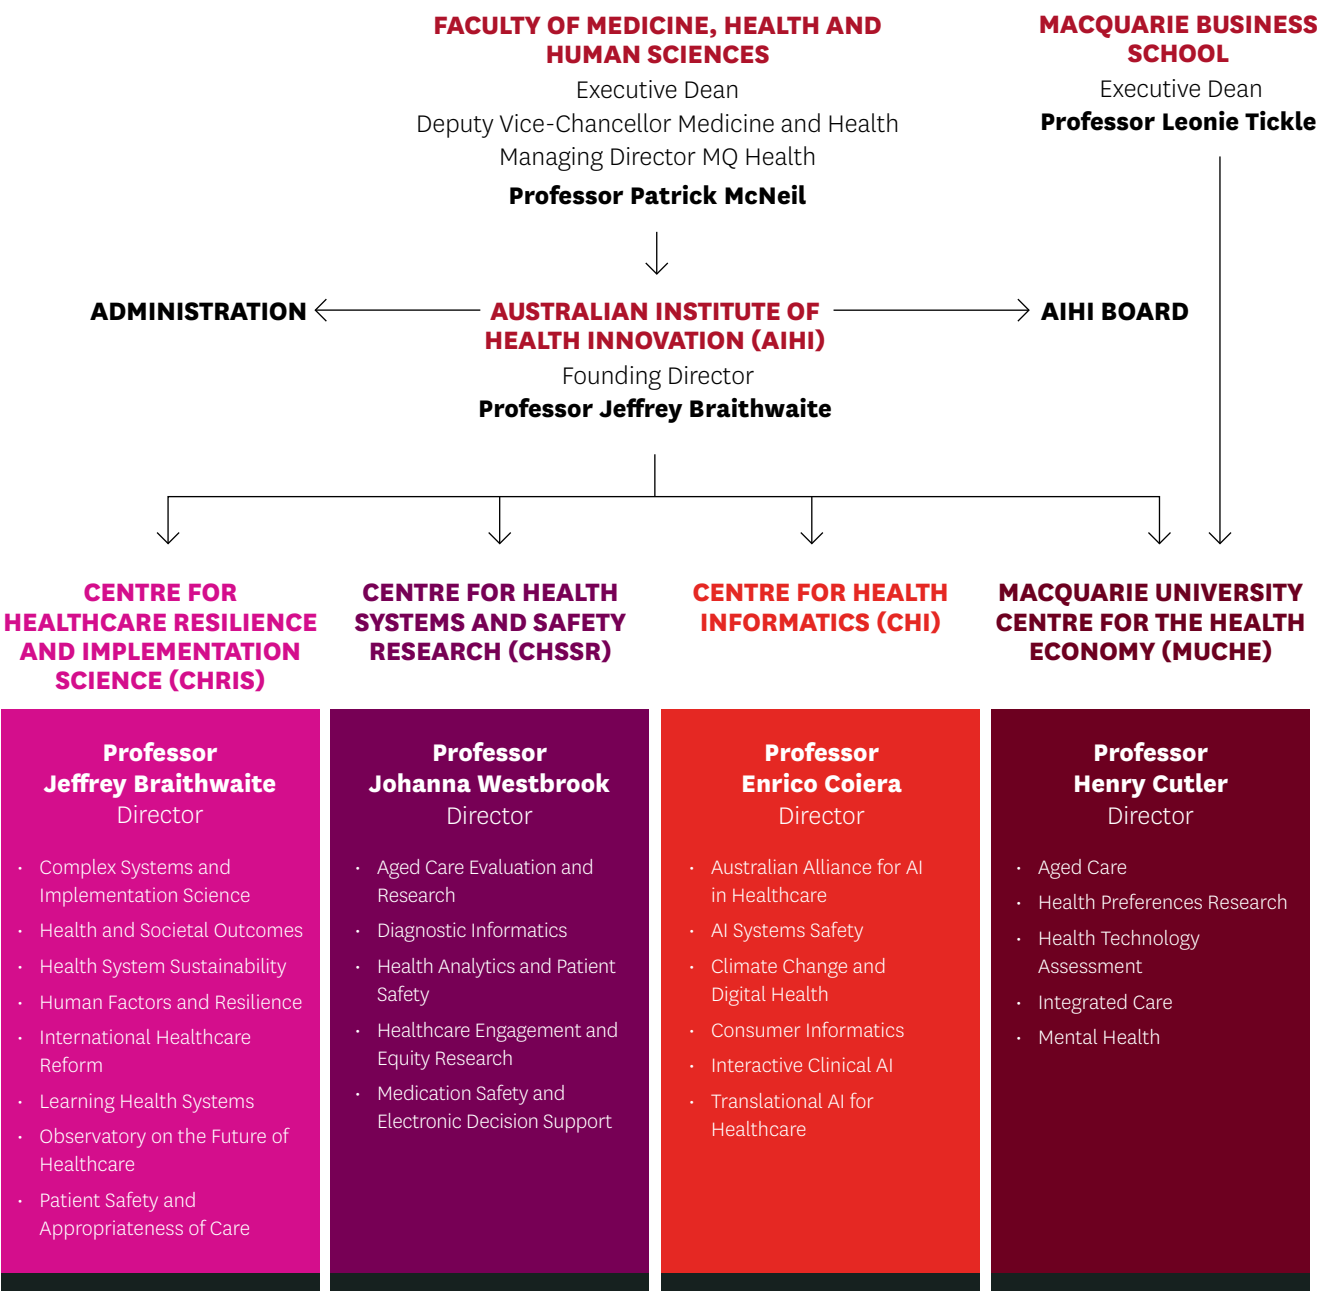 FACULTY OF MEDICINE, HEALTH AND
HUMAN SCIENCES
Executive Dean
Deputy Vice-Chancellor Medicine and Health
Managing Director MQ Health
Professor Patrick McNeil
MACQUARIE BUSINESS
SCHOOL
Executive Dean
Professor Leonie Tickle
ADMINISTRATION
AUSTRALIAN INSTITUTE OF
HEALTH INNOVATION (AIHI)
Founding Director
Professor Jeffrey Braithwaite
AIHI BOARD
CENTRE FOR
HEALTHCARE RESILIENCE
AND IMPLEMENTATION
SCIENCE (CHRIS)
Professor
Jeffrey Braithwaite
Director
• Complex Systems and
Implementation Science
• Health and Societal Outcomes
• Health System Sustainability
• Human Factors and Resilience
• International Healthcare
Reform
• Learning Health Systems
• Observatory on the Future of
Healthcare
• Patient Safety and
Appropriateness of Care
CENTRE FOR HEALTH
SYSTEMS AND SAFETY
RESEARCH (CHSSR)
Professor
Johanna Westbrook
Director
• Aged Care Evaluation and
Research
• Diagnostic Informatics
• Health Analytics and Patient
Safety
• Healthcare Engagement and
Equity Research
• Medication Safety and
Electronic Decision Support
CENTRE FOR HEALTH
INFORMATICS (CHI)
Professor
Enrico Coiera
Director
• Australian Alliance for AI
in Healthcare
• AI Systems Safety
• Climate Change and
Digital Health
• Consumer Informatics
• Interactive Clinical AI
• Translational AI for
Healthcare
MACQUARIE UNIVERSITY
CENTRE FOR THE HEALTH
ECONOMY (MUCHE)
Professor
Henry Cutler
Director
• Aged Care
• Health Preferences Research
• Health Technology
Assessment
• Integrated Care
• Mental Health